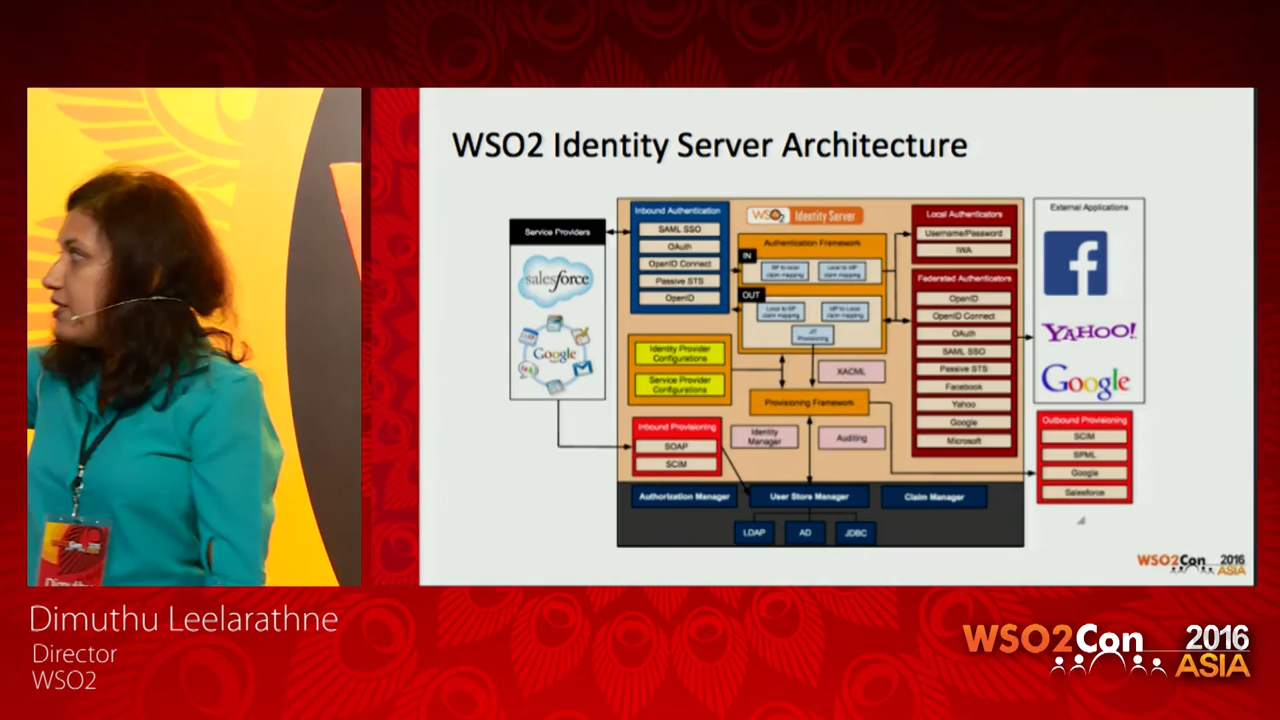 WSO2 Identity Server Architecture
Service Providers
salesforce
Google
Inbound Authentication
SAML SSO
OAuth
OpenID Connect
Passive STS
OpenID
WSO2 Identity Server
Authentication Framework
IN
SP to local
claim mapping
Local to IdP
claim mapping
OUT
Local to SP
claim mapping
IdP to Local
claim mapping
JIT
Provisioning
Identity Provider
Configurations
Service Provider
Configurations
XACML
Provisioning Framework
Identity
Manager
Auditing
Inbound Provisioning
SOAP
SCIM
Local Authenticators
Username/Password
IWA
Federated Authenticators
OpenID
OpenID Connect
OAuth
SAML SSO
Passive STS
Facebook
Yahoo
Google
Microsoft
Authorization Manager
User Store Manager
Claim Manager
LDAP
AD
JDBC
External Applications
f
YAHOO!
Google
Outbound Provisioning
SCIM
SPML
Google
Salesforce
WSO2Con 2016
ASIA
Dimuthu Leelarathne
Director
WSO2
WSO2Con 2016
ASIA